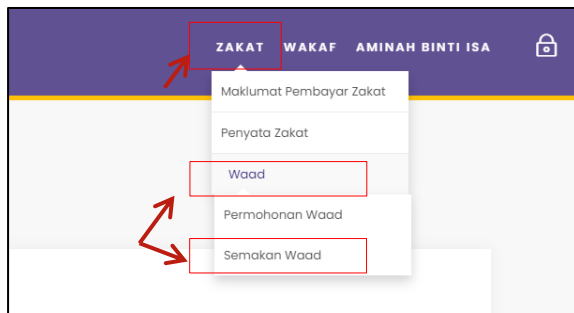 ZAKAT WAKAF AMINAH BINTI ISA
Maklumat Pembayar Zakat
Penyata Zakat
Waad
Permohonan Waad
Semakan Waad